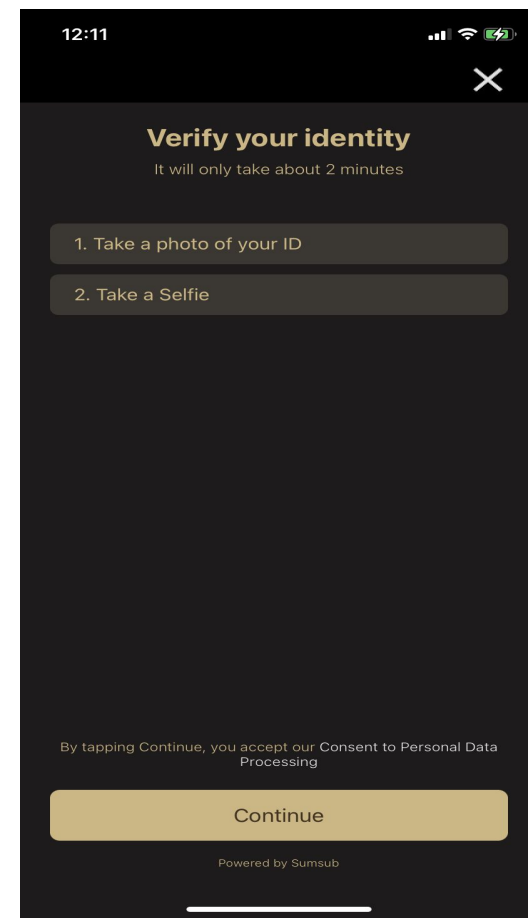 12:11
Verify your identity
It will only take about 2 minutes
1. Take a photo of your ID
2. Take a Selfie
By tapping Continue, you accept our Consent to Personal Data
Processing
Continue
Powered by Sumsub